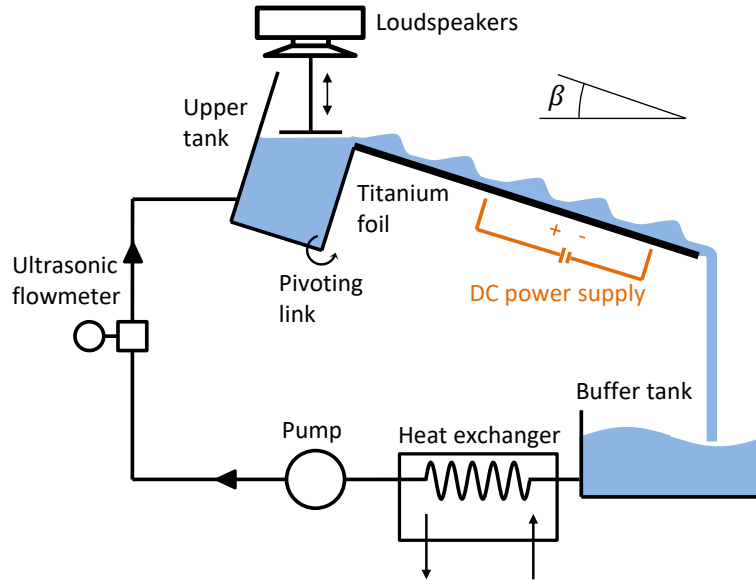 Loudspeakers
β
Upper
tank
Titanium
foil
+ -
Ultrasonic
flowmeter
Pivoting
link
DC power supply
Buffer tank
Pump
Heat exchanger